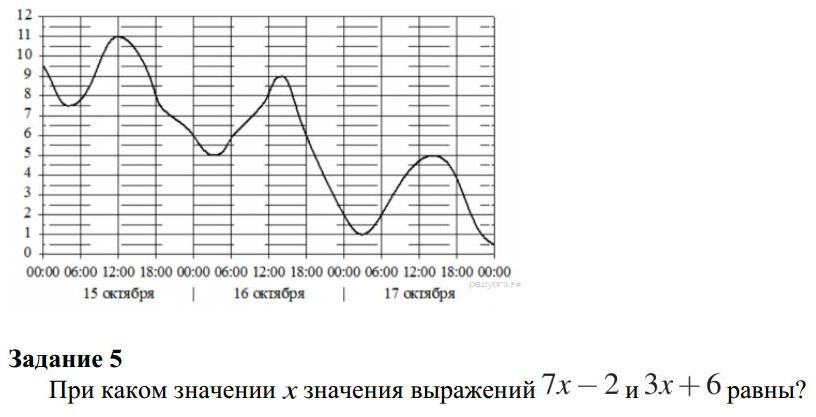 12
11
10
9
8
7
6
5
4
3
2
1
0
00:00 06:00 12:00 18:00 00:00 06:00 12:00 18:00 00:00 06:00 12:00 18:00 00:00
15 октября | 16 октября | 17 октября
решуогэ.рф
Задание 5
При каком значении x значения выражений 7x − 2 и 3x + 6 равны?